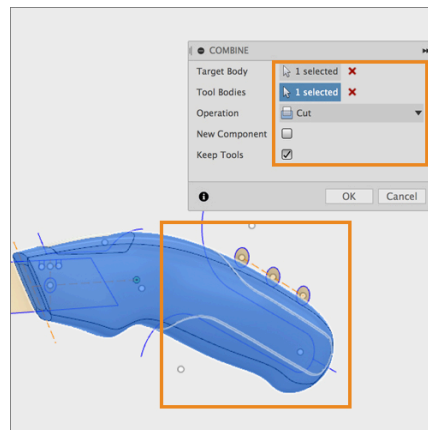 COMBINE
Target Body 1 selected
Tool Bodies 1 selected
Operation Cut
New Component
Keep Tools
OK Cancel